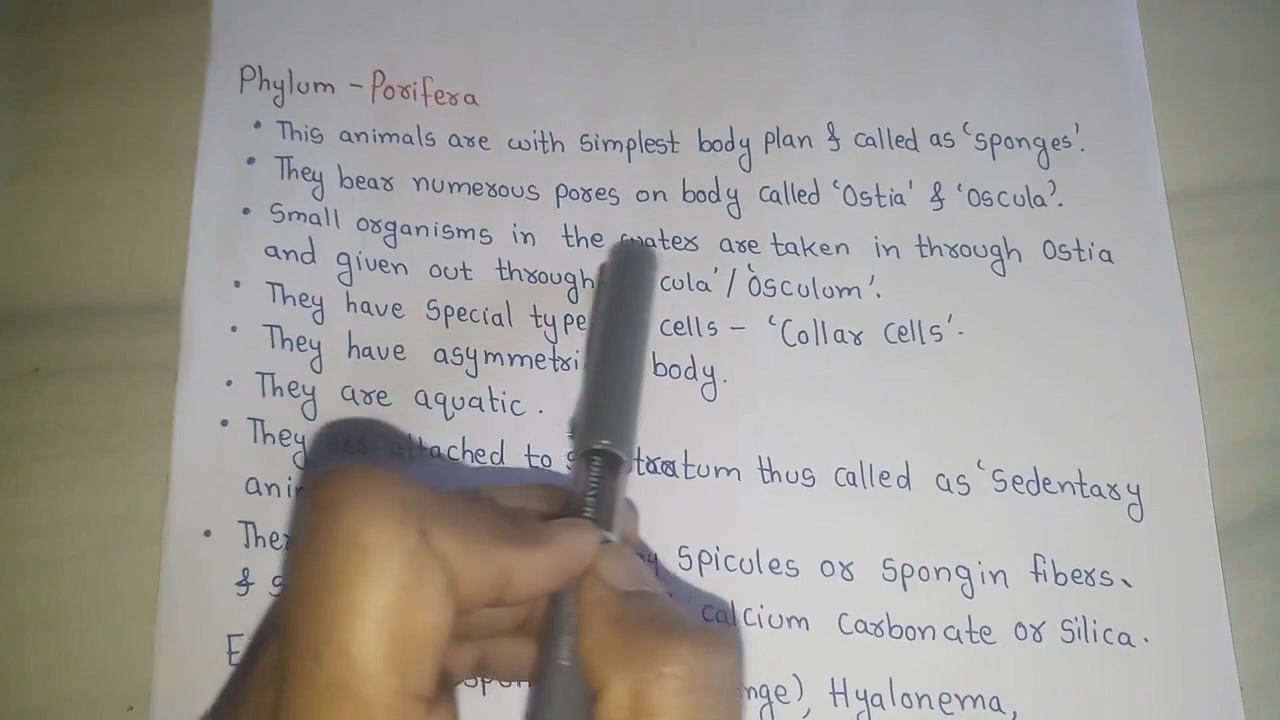 Phylum - Porifera
• This animals are with simplest body plan & called as 'sponges'.
• They bear numerous pores on body called 'Ostia' & 'Oscula'.
• Small organisms in the water are taken in through Ostia
and given out through cula' / 'Osculum'.
• They have special type cells - 'Collar cells'.
• They have asymmetri body.
• They are aquatic.
• They attached to thus called as 'Sedentary
• spicules or spongin fibers.
& calcium carbonate or silica.
Hyalonema,